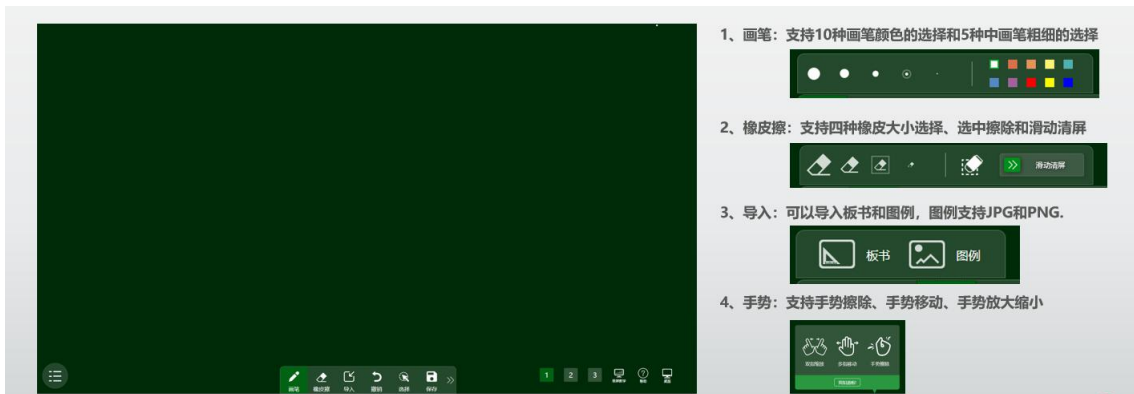 1、画笔：支持10种画笔颜色的选择和5种中画笔粗细的选择
2、橡皮擦：支持四种橡皮大小选择、选中擦除和滑动清屏
滑动清屏
3、导入：可以导入板书和图例，图例支持JPG和PNG.
板书 图例
4、手势：支持手势擦除、手势移动、手势放大缩小
画笔 橡皮擦 导入 撤销 选择 保存
1 2 3